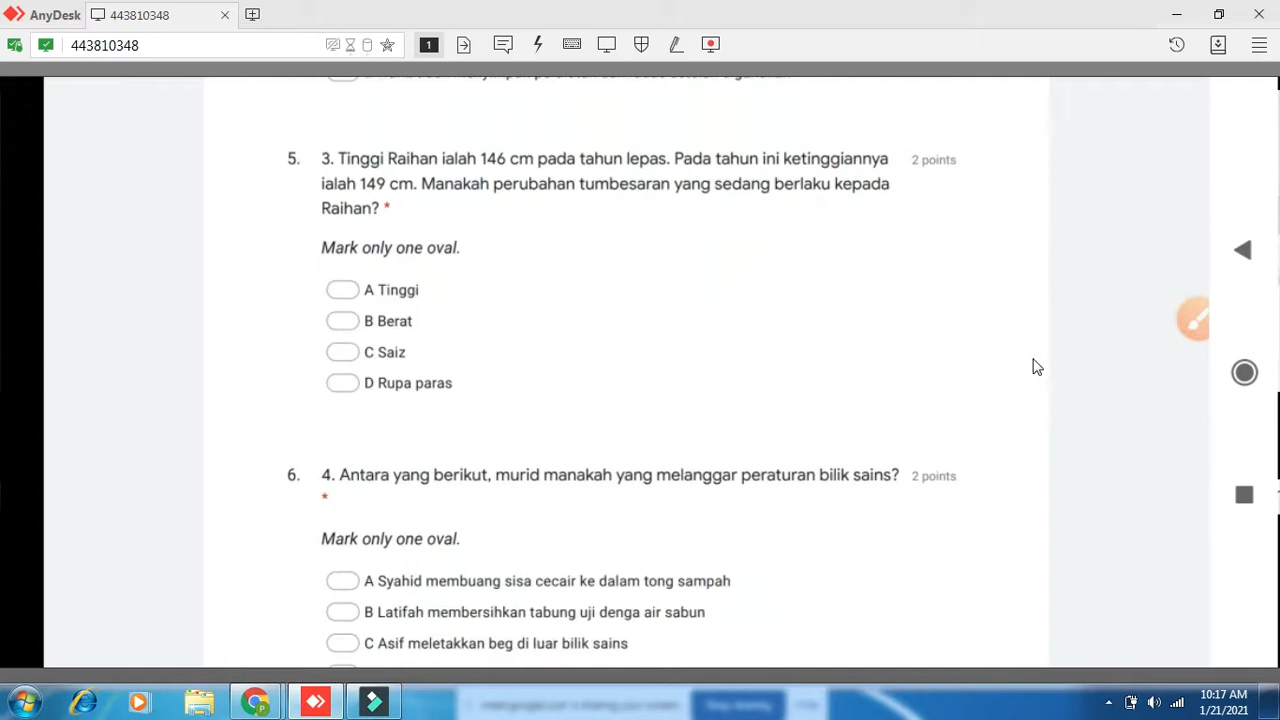 AnyDesk
443810348
443810348
1
5. 3. Tinggi Raihan ialah 146 cm pada tahun lepas. Pada tahun ini ketinggiannya 2 points
ialah 149 cm. Manakah perubahan tumbesaran yang sedang berlaku kepada
Raihan? *
Mark only one oval.
A Tinggi
B Berat
C Saiz
D Rupa paras
6. 4. Antara yang berikut, murid manakah yang melanggar peraturan bilik sains? 2 points
*
Mark only one oval.
A Syahid membuang sisa cecair ke dalam tong sampah
B Latifah membersihkan tabung uji denga air sabun
C Asif meletakkan beg di luar bilik sains
10:17 AM
1/21/2021